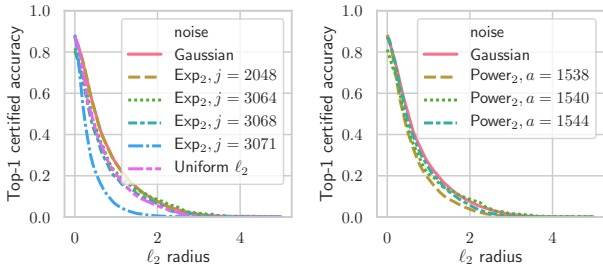 Top-1 certified accuracy
1.0
0.8
0.6
0.4
0.2
0.0
0
2
4
ℓ₂ radius
noise
Gaussian
Exp₂, j = 2048
Exp₂, j = 3064
Exp₂, j = 3068
Exp₂, j = 3071
Uniform ℓ₂
Top-1 certified accuracy
1.0
0.8
0.6
0.4
0.2
0.0
0
2
4
ℓ₂ radius
noise
Gaussian
Power₂, a = 1538
Power₂, a = 1540
Power₂, a = 1544